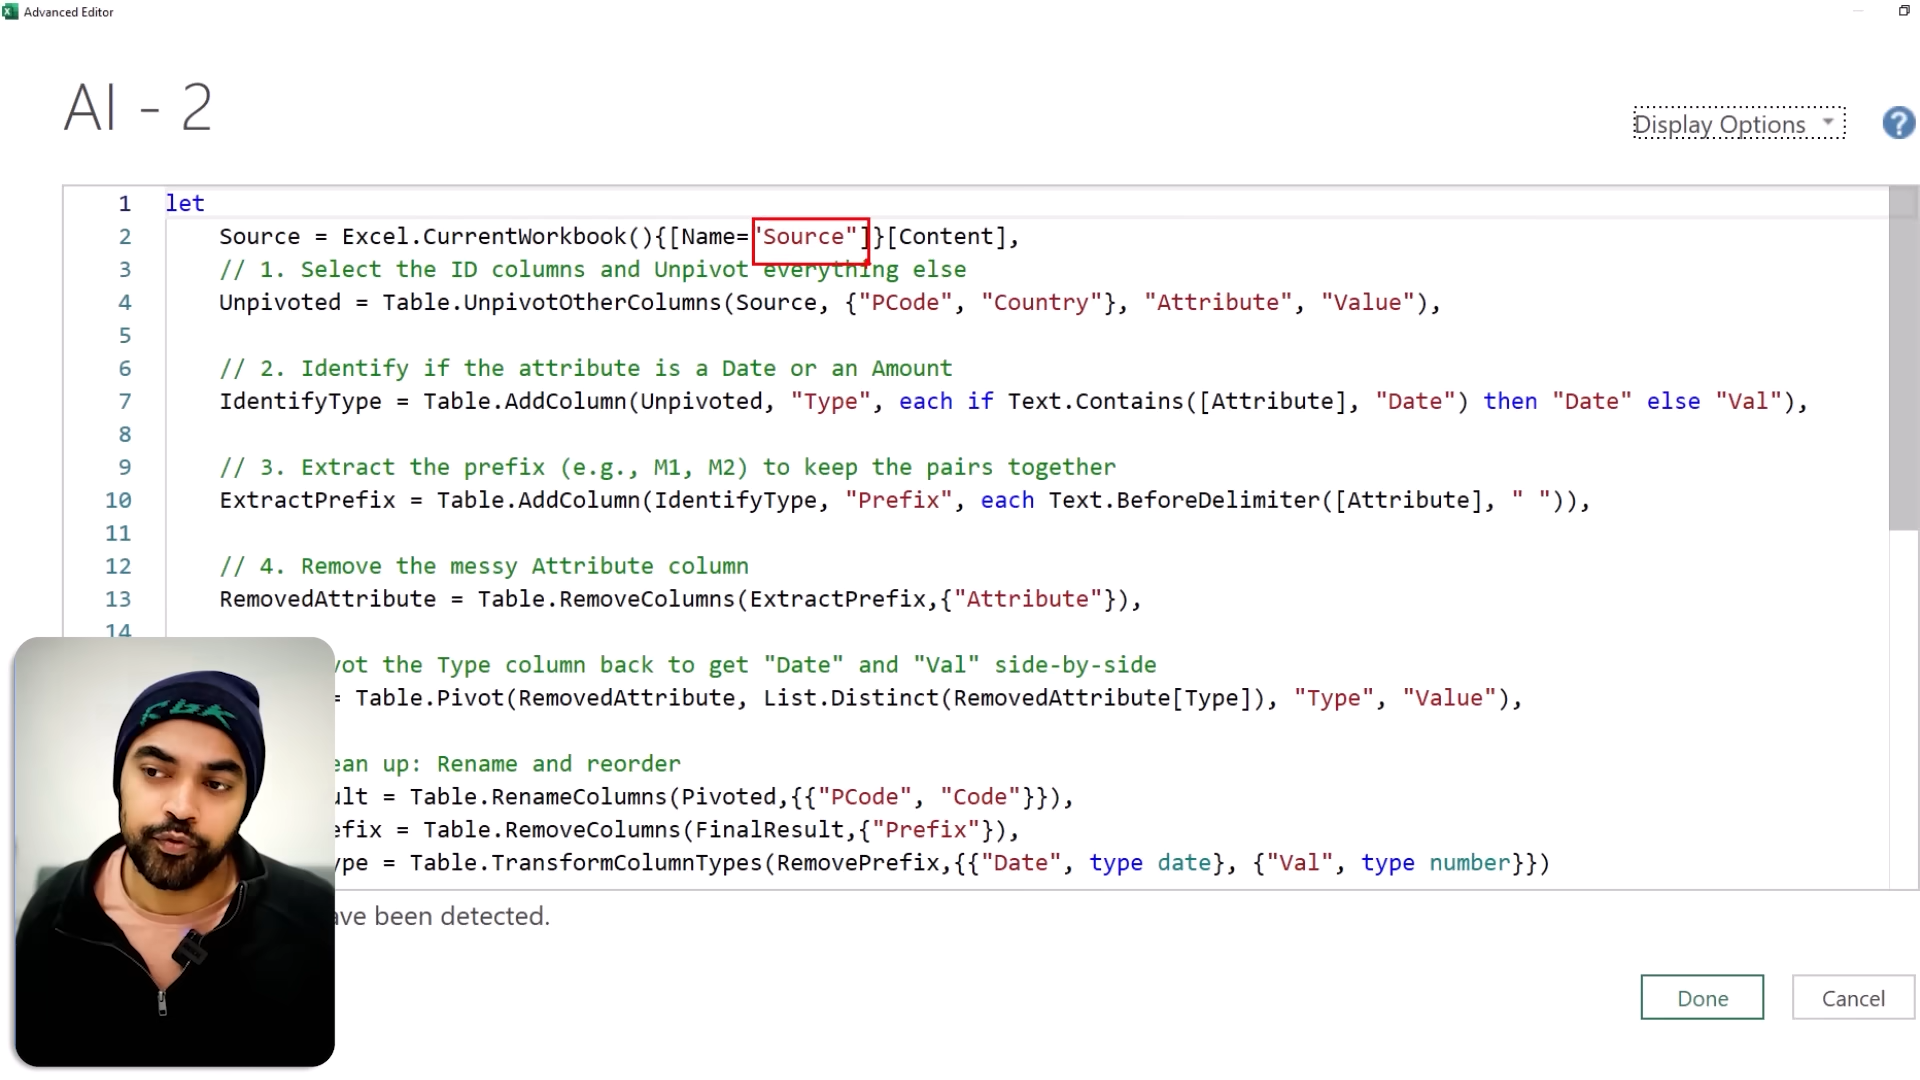 Advanced Editor
AI - 2
Display Options
?
1 let
2 Source = Excel.CurrentWorkbook(){[Name="Source"]}[Content],
3 // 1. Select the ID columns and Unpivot everything else
4 Unpivoted = Table.UnpivotOtherColumns(Source, {"PCode", "Country"}, "Attribute", "Value"),
5
6 // 2. Identify if the attribute is a Date or an Amount
7 IdentifyType = Table.AddColumn(Unpivoted, "Type", each if Text.Contains([Attribute], "Date") then "Date" else "Val"),
8
9 // 3. Extract the prefix (e.g., M1, M2) to keep the pairs together
10 ExtractPrefix = Table.AddColumn(IdentifyType, "Prefix", each Text.BeforeDelimiter([Attribute], " ")),
11
12 // 4. Remove the messy Attribute column
13 RemovedAttribute = Table.RemoveColumns(ExtractPrefix,{"Attribute"}),
14
vot the Type column back to get "Date" and "Val" side-by-side
= Table.Pivot(RemovedAttribute, List.Distinct(RemovedAttribute[Type]), "Type", "Value"),
ean up: Rename and reorder
ult = Table.RenameColumns(Pivoted,{{"PCode", "Code"}}),
efix = Table.RemoveColumns(FinalResult,{"Prefix"}),
ype = Table.TransformColumnTypes(RemovePrefix,{{"Date", type date}, {"Val", type number}})
ave been detected.
Done
Cancel